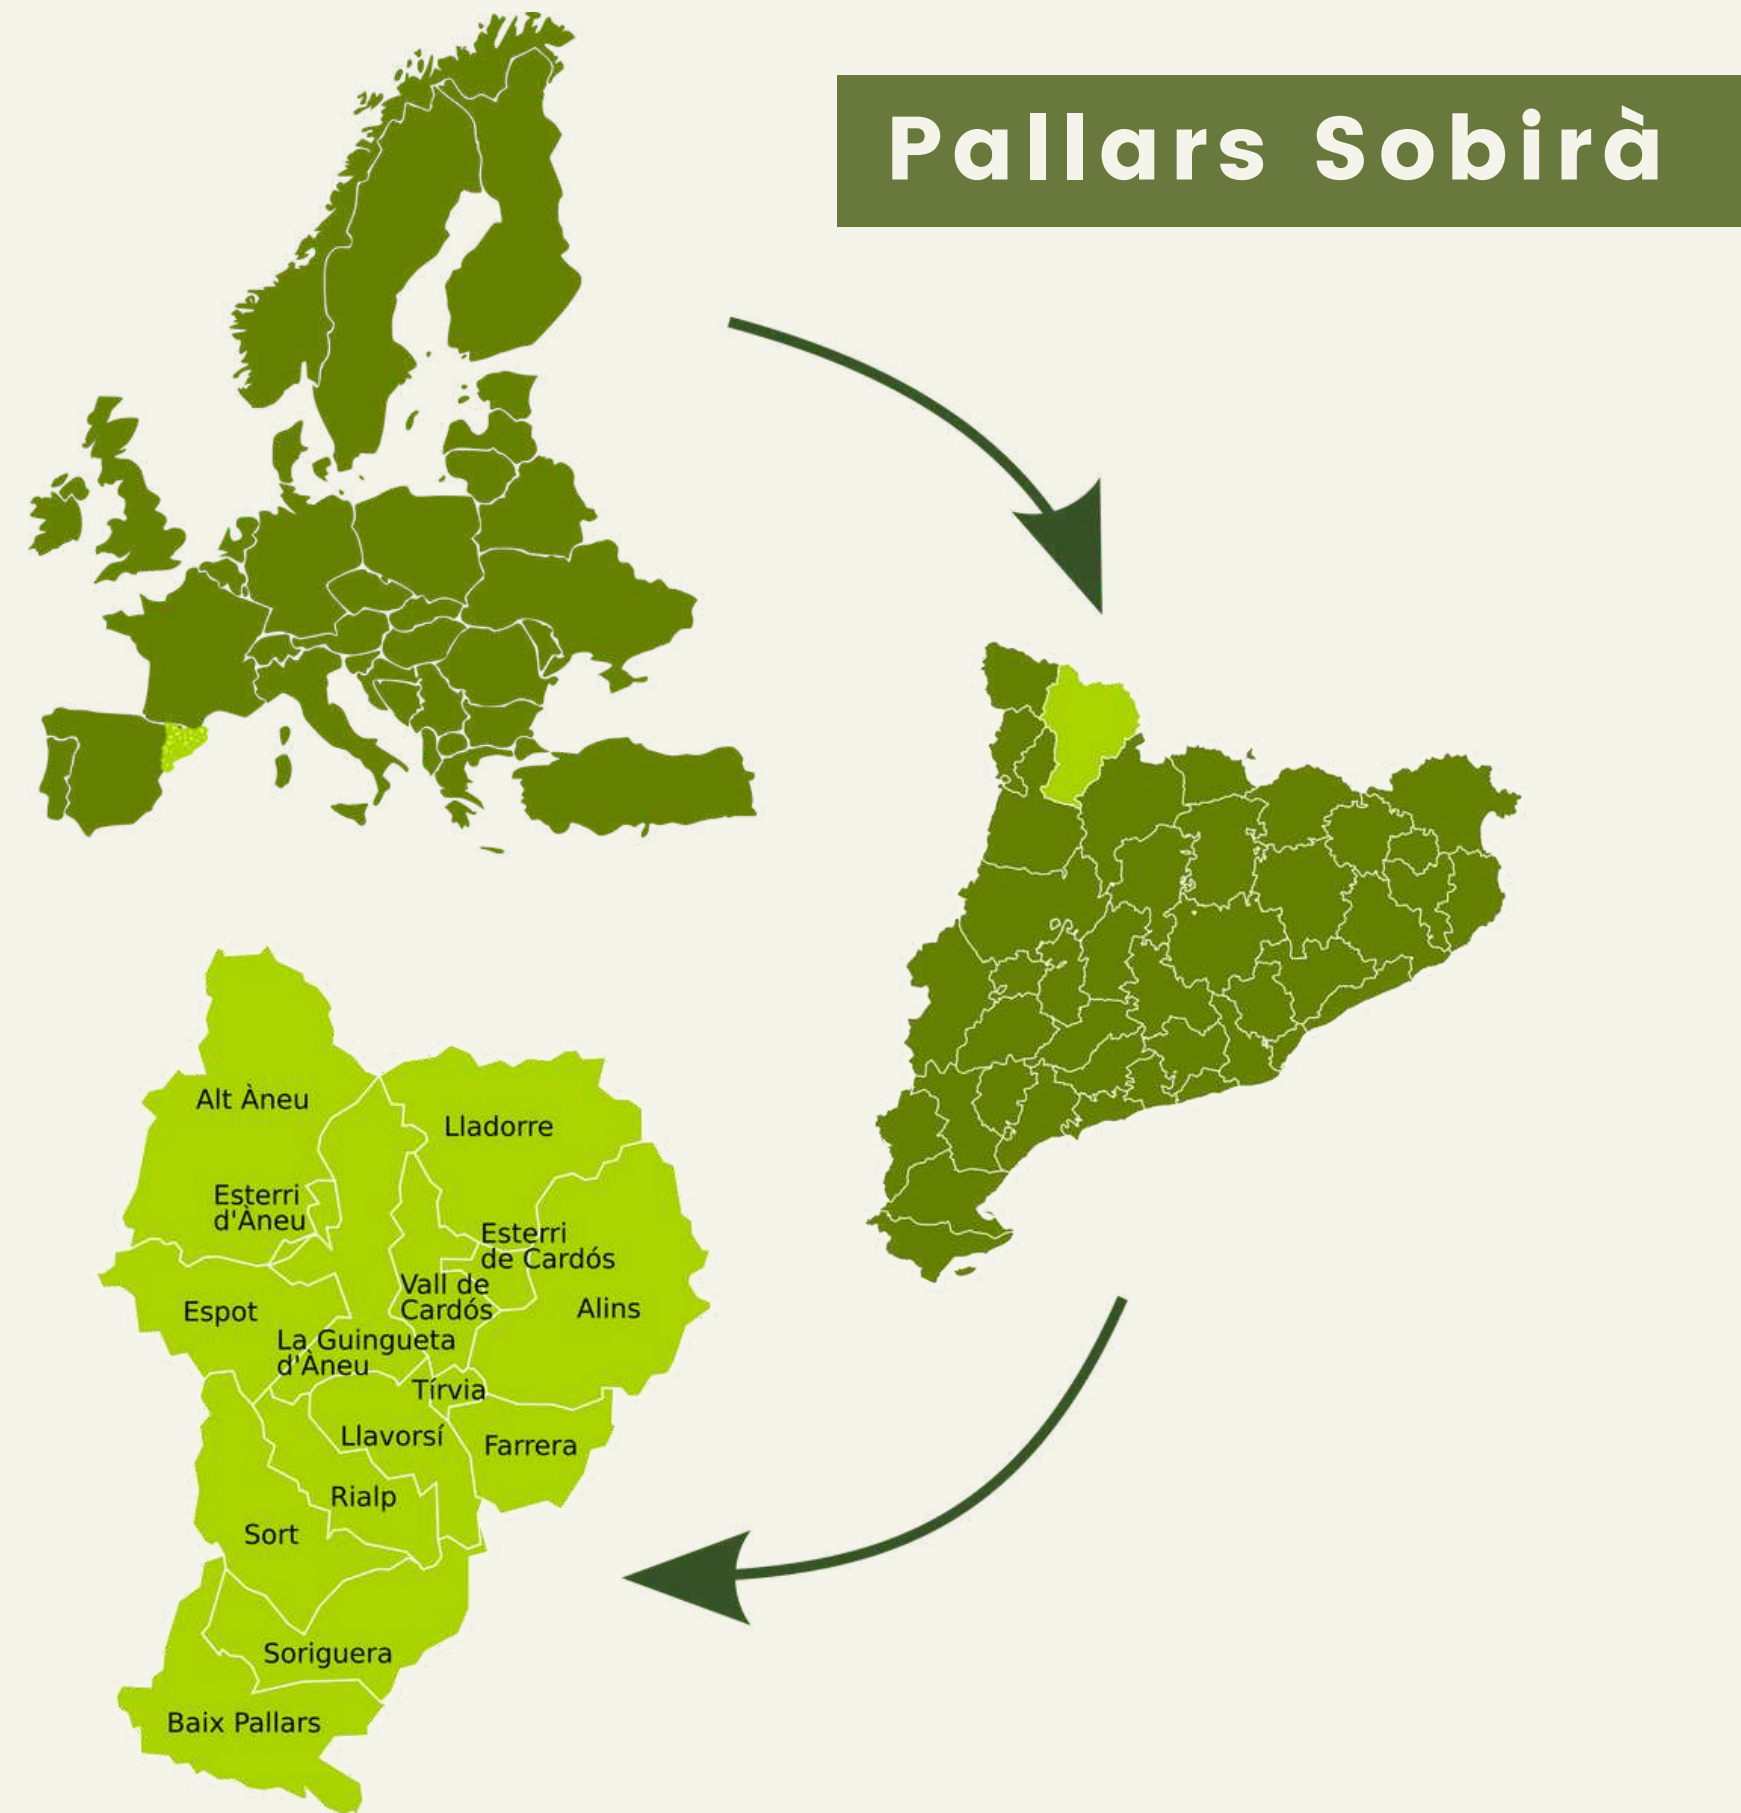 Pallars Sobirà
Alt Àneu
Lladorre
Esterri
d'Àneu
Esterri
de Cardós
Vall de
Cardós
Espot
Alins
La Guingueta
d'Àneu
Tírvia
Llavorsí
Farrera
Rialp
Sort
Soriguera
Baix Pallars